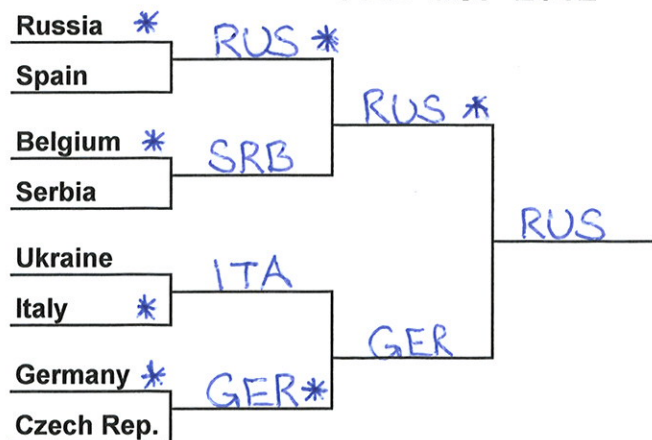 Russia *
RUS *
Spain
RUS *
Belgium *
SRB
Serbia
RUS
Ukraine
ITA
Italy *
GER
Germany *
GER *
Czech Rep.